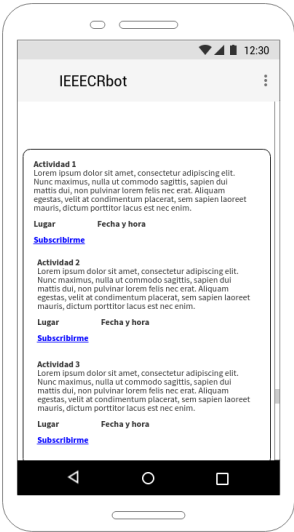 12:30
IEEECRbot
Actividad 1
Lorem ipsum dolor sit amet, consectetur adipiscing elit.
Nunc maximus, nulla ut commodo sagittis, sapien dui
mattis dui, non pulvinar lorem felis nec erat. Aliquam
egestas, velit at condimentum placerat, sem sapien laoreet
mauris, dictum porttitor lacus est nec enim.
Lugar Fecha y hora
Subscribirme
Actividad 2
Lorem ipsum dolor sit amet, consectetur adipiscing elit.
Nunc maximus, nulla ut commodo sagittis, sapien dui
mattis dui, non pulvinar lorem felis nec erat. Aliquam
egestas, velit at condimentum placerat, sem sapien laoreet
mauris, dictum porttitor lacus est nec enim.
Lugar Fecha y hora
Subscribirme
Actividad 3
Lorem ipsum dolor sit amet, consectetur adipiscing elit.
Nunc maximus, nulla ut commodo sagittis, sapien dui
mattis dui, non pulvinar lorem felis nec erat. Aliquam
egestas, velit at condimentum placerat, sem sapien laoreet
mauris, dictum porttitor lacus est nec enim.
Lugar Fecha y hora
Subscribirme